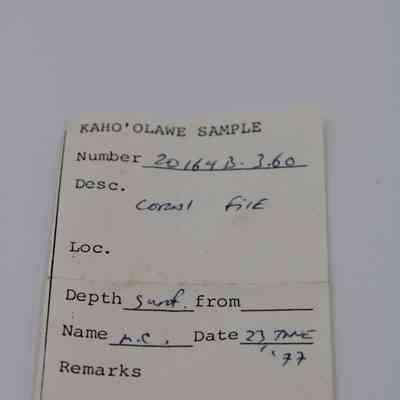 KAHO'OLAWE SAMPLE
Number 20164B-3.60
Desc.
coral file
Loc.
Depth surf. from
Name n.c. Date 23 June
'77
Remarks